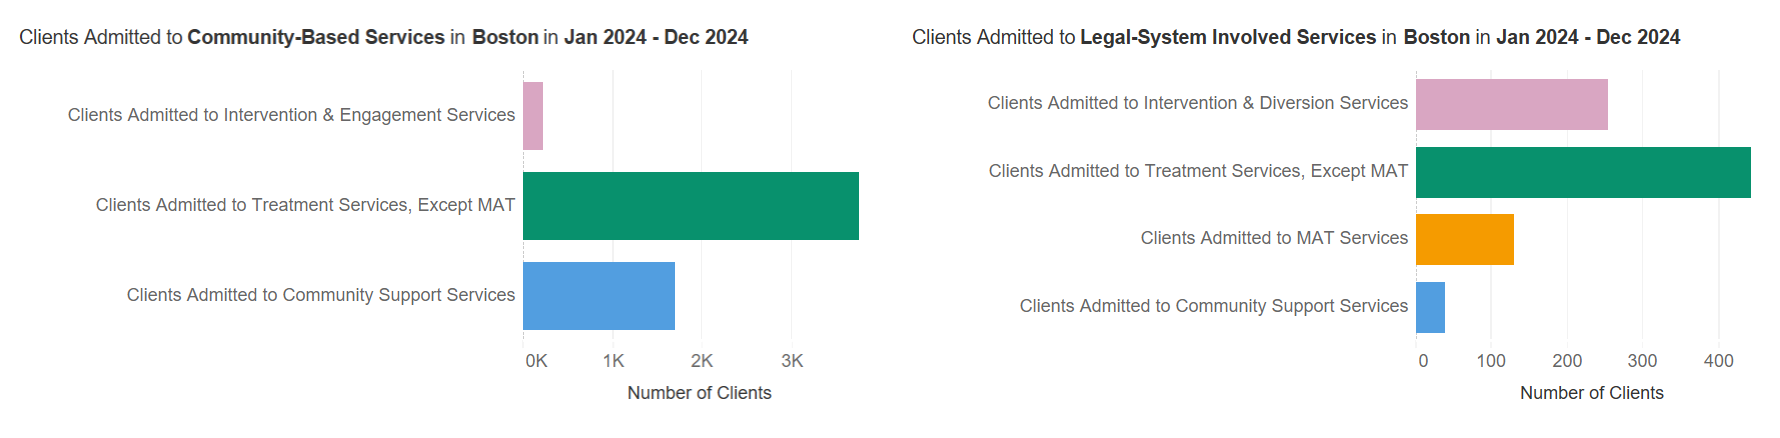 Clients Admitted to Community-Based Services in Boston in Jan 2024 - Dec 2024
Clients Admitted to Intervention & Engagement Services
Clients Admitted to Treatment Services, Except MAT
Clients Admitted to Community Support Services
0K 1K 2K 3K
Number of Clients
Clients Admitted to Legal-System Involved Services in Boston in Jan 2024 - Dec 2024
Clients Admitted to Intervention & Diversion Services
Clients Admitted to Treatment Services, Except MAT
Clients Admitted to MAT Services
Clients Admitted to Community Support Services
0 100 200 300 400
Number of Clients